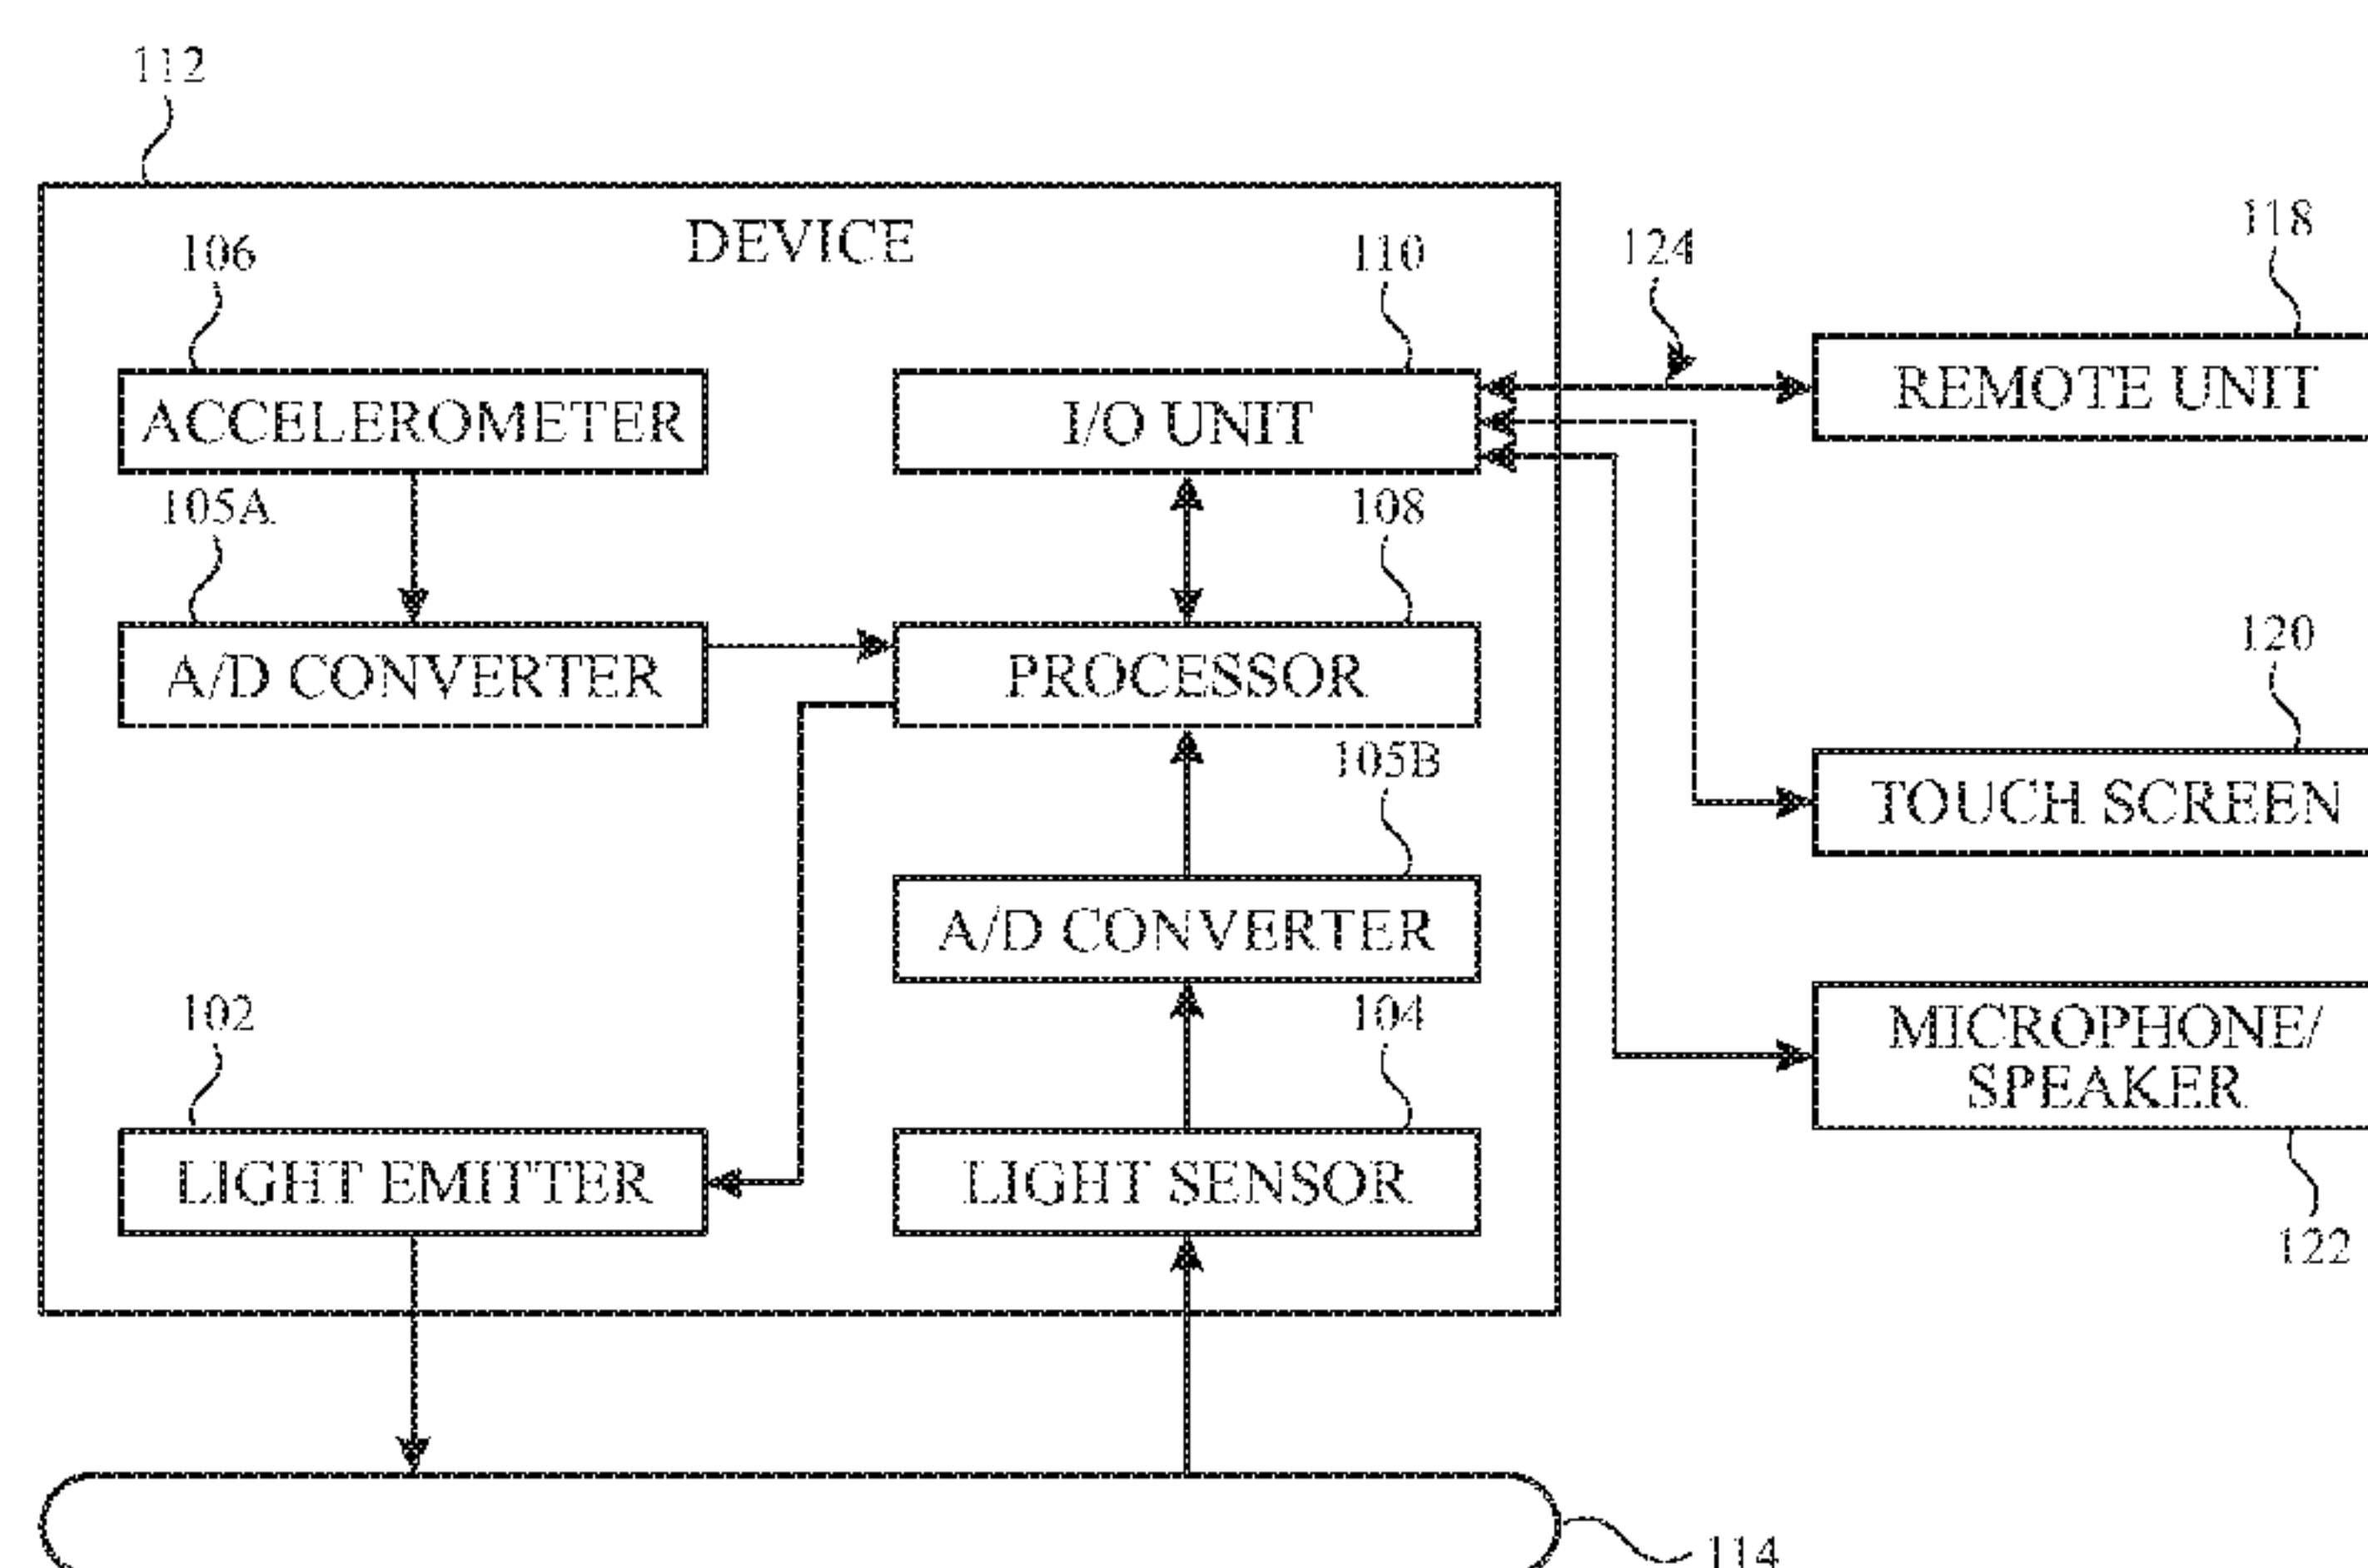 112
DEVICE
106
110
124
118
ACCELEROMETER
I/O UNIT
REMOTE UNIT
105A
108
A/D CONVERTER
PROCESSOR
120
105B
TOUCH SCREEN
A/D CONVERTER
102
104
MICROPHONE/
SPEAKER
LIGHT EMITTER
LIGHT SENSOR
122
114